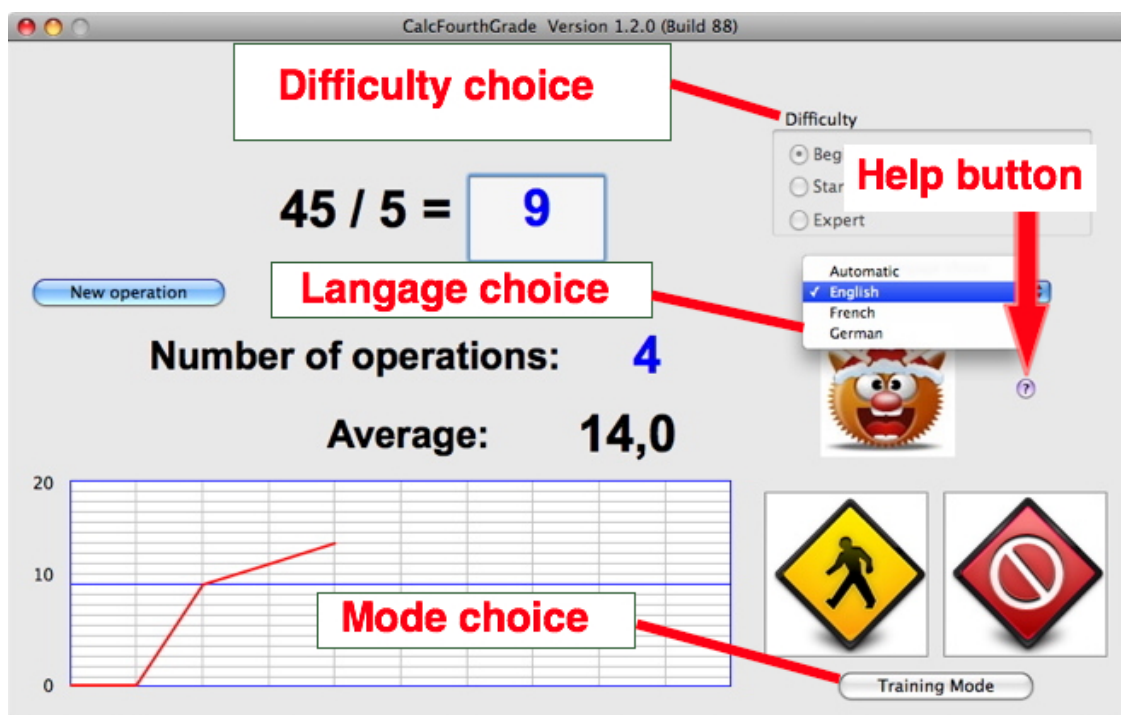 CalcFourthGrade Version 1.2.0 (Build 88)
Difficulty choice
Difficulty
Beg
Star
Expert
Help button
45 / 5 = 9
Automatic
✓ English
French
German
Langage choice
New operation
Number of operations: 4
?
Average: 14,0
20
10
0
Mode choice
Training Mode